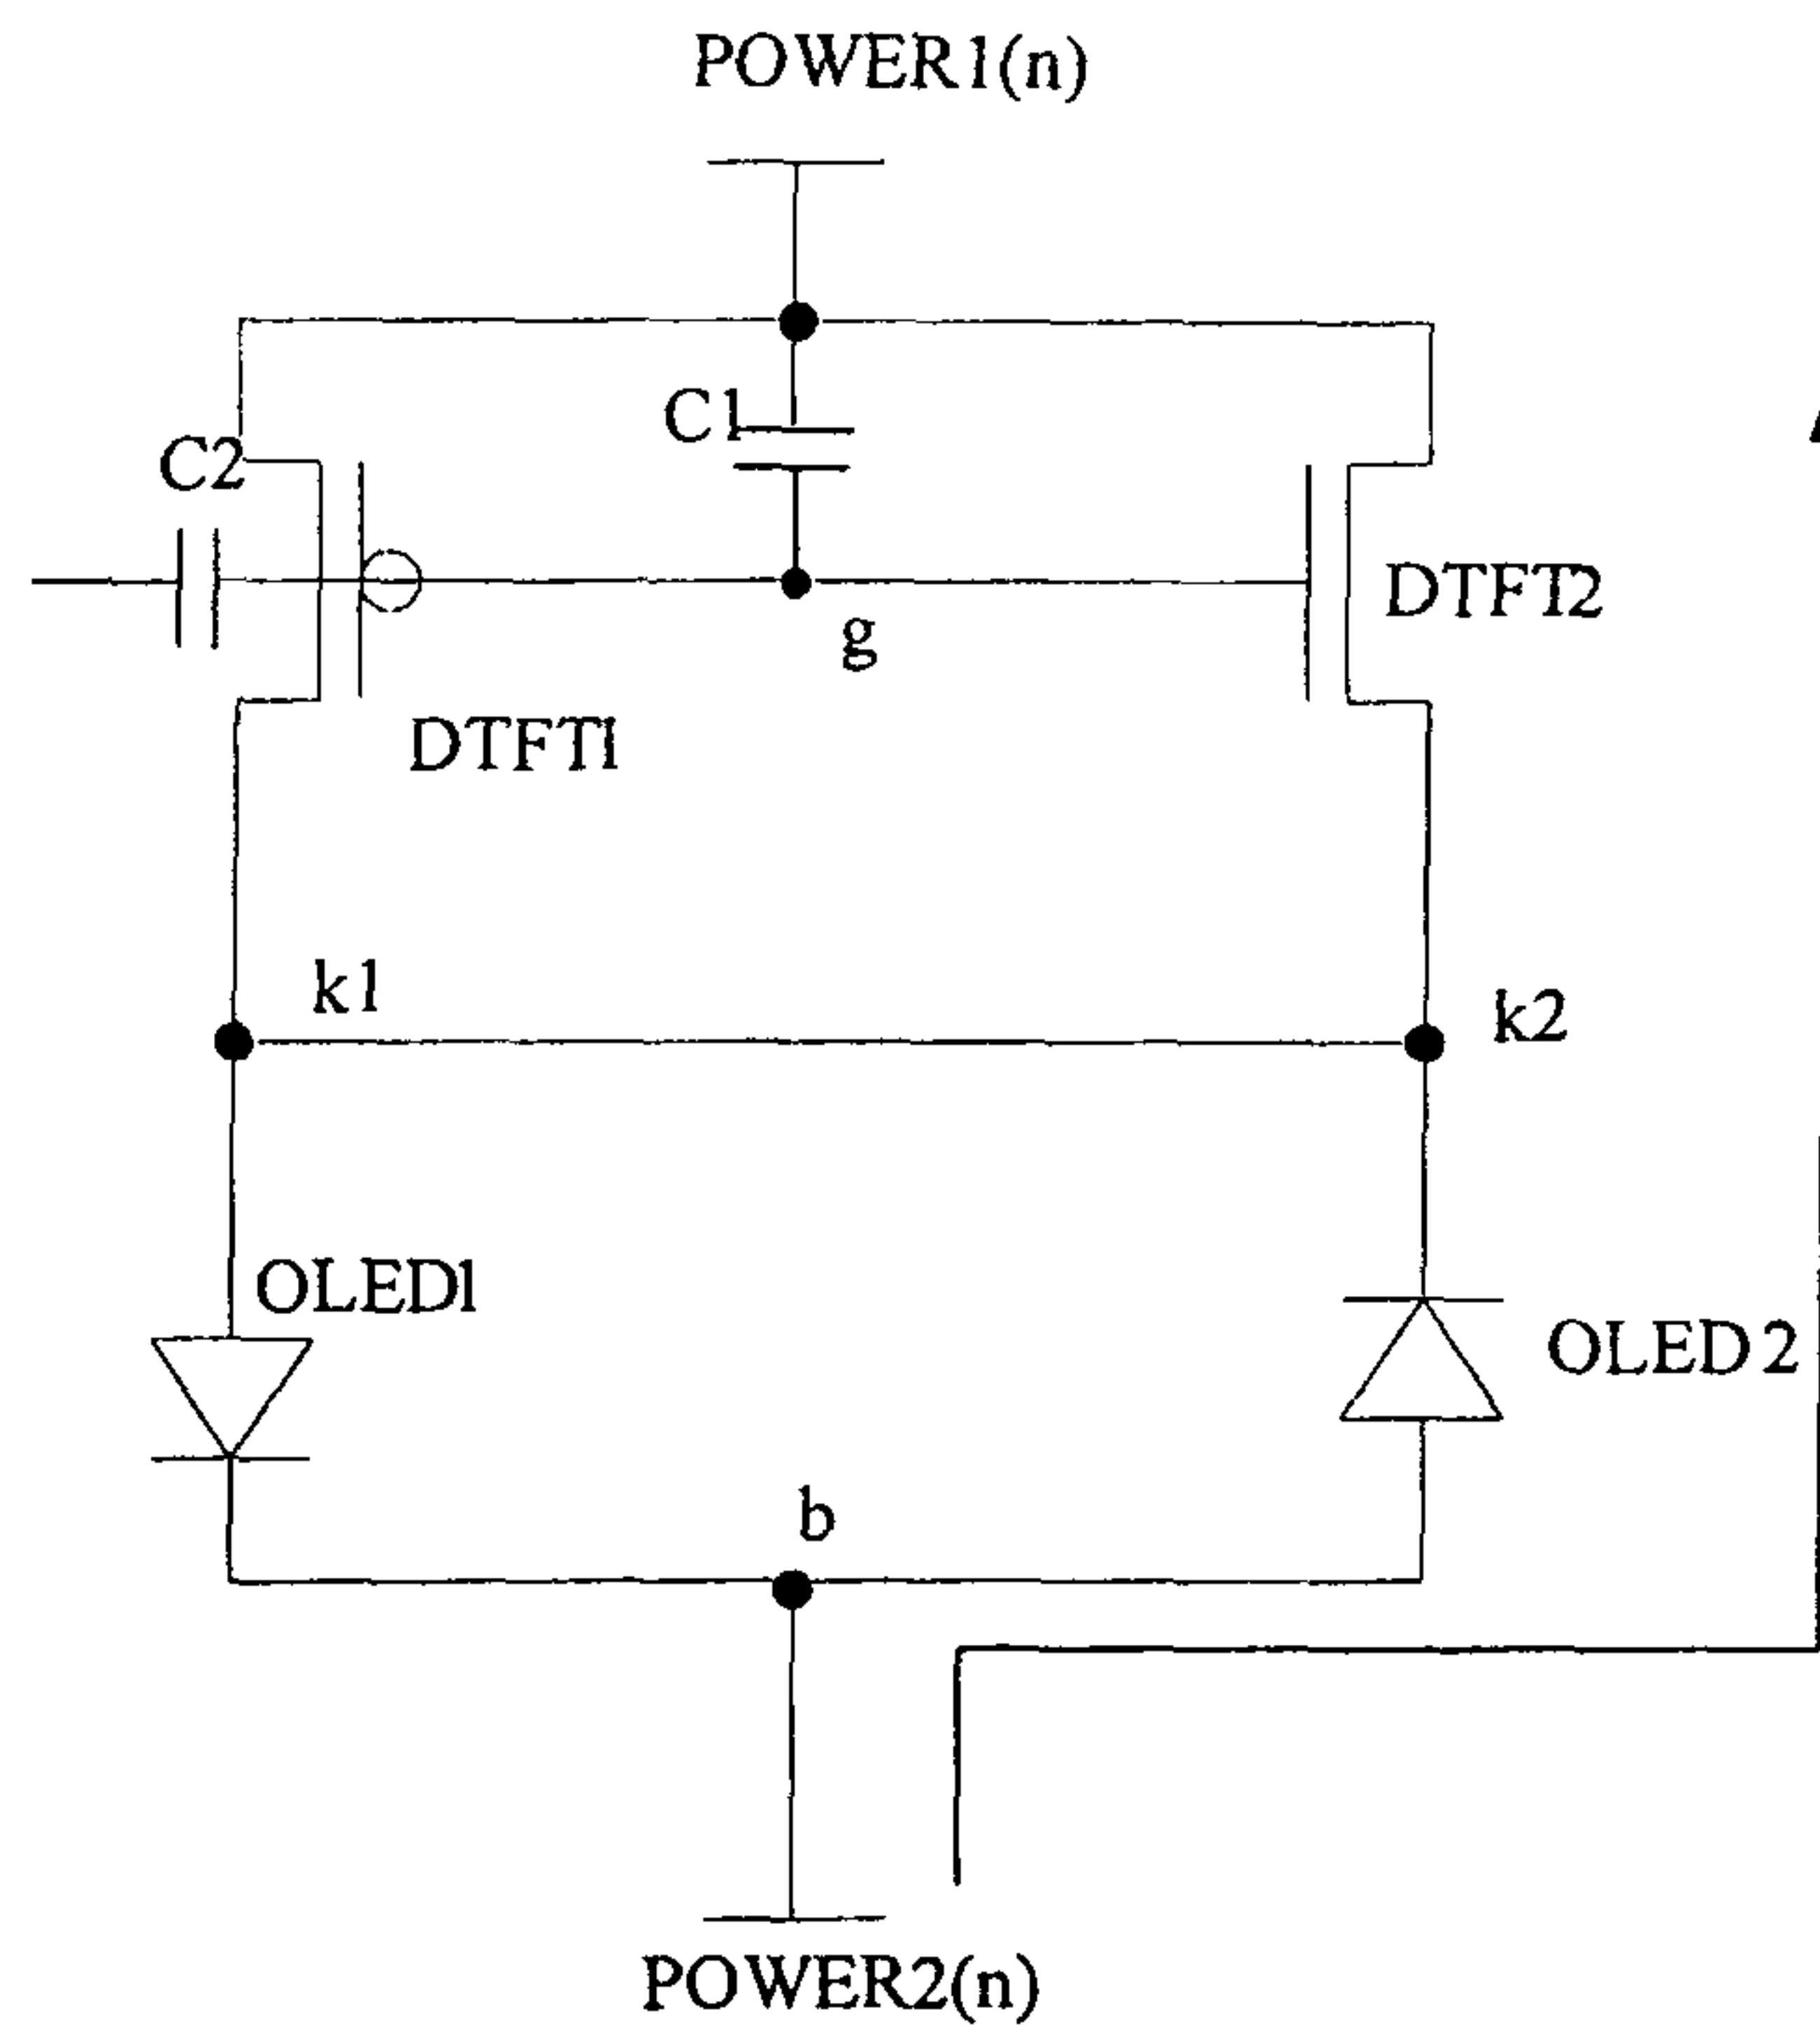 POWER1(n)
C1
C2
DTFT2
g
DTFT1
k1
k2
OLED1
OLED2
b
POWER2(n)